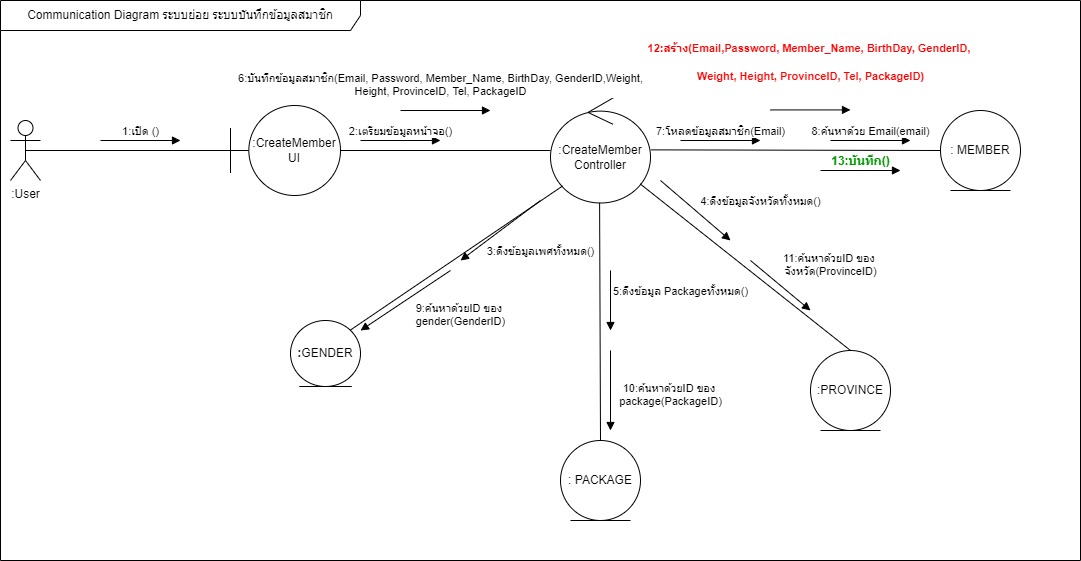 Communication Diagram ระบบย่อย ระบบบันทึกข้อมูลสมาชิก
12:สร้าง(Email,Password, Member_Name, BirthDay, GenderID,
Weight, Height, ProvinceID, Tel, PackageID)
6:บันทึกข้อมูลสมาชิก(Email, Password, Member_Name, BirthDay, GenderID,Weight,
Height, ProvinceID, Tel, PackageID
1:เปิด ()
2:เตรียมข้อมูลหน้าจอ()
7:โหลดข้อมูลสมาชิก(Email)
8:ค้นหาด้วย Email(email)
:CreateMember
UI
:CreateMember
Controller
: MEMBER
13:บันทึก()
:User
4:ดึงข้อมูลจังหวัดทั้งหมด()
3:ดึงข้อมูลเพศทั้งหมด()
11:ค้นหาด้วยID ของ
จังหวัด(ProvinceID)
5:ดึงข้อมูล Packageทั้งหมด()
9:ค้นหาด้วยID ของ
gender(GenderID)
:GENDER
10:ค้นหาด้วยID ของ
package(PackageID)
:PROVINCE
: PACKAGE